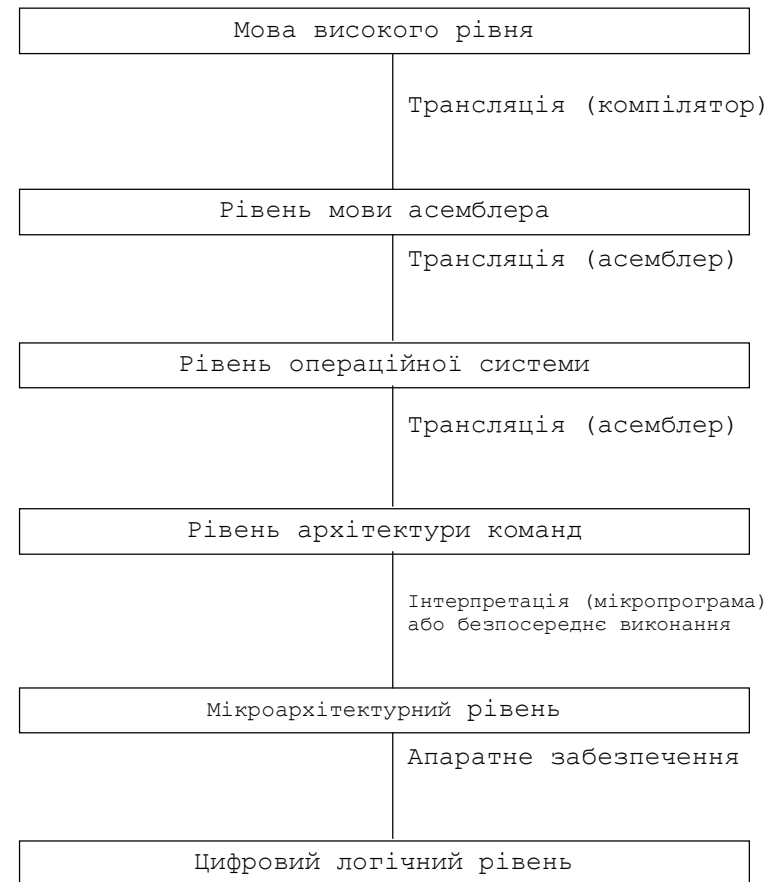 Мова високого рівня
Трансляція (компілятор)
Рівень мови асемблера
Трансляція (асемблер)
Рівень операційної системи
Трансляція (асемблер)
Рівень архітектури команд
Інтерпретація (мікропрограма)
або безпосереднє виконання
Мікроархітектурний рівень
Апаратне забезпечення
Цифровий логічний рівень